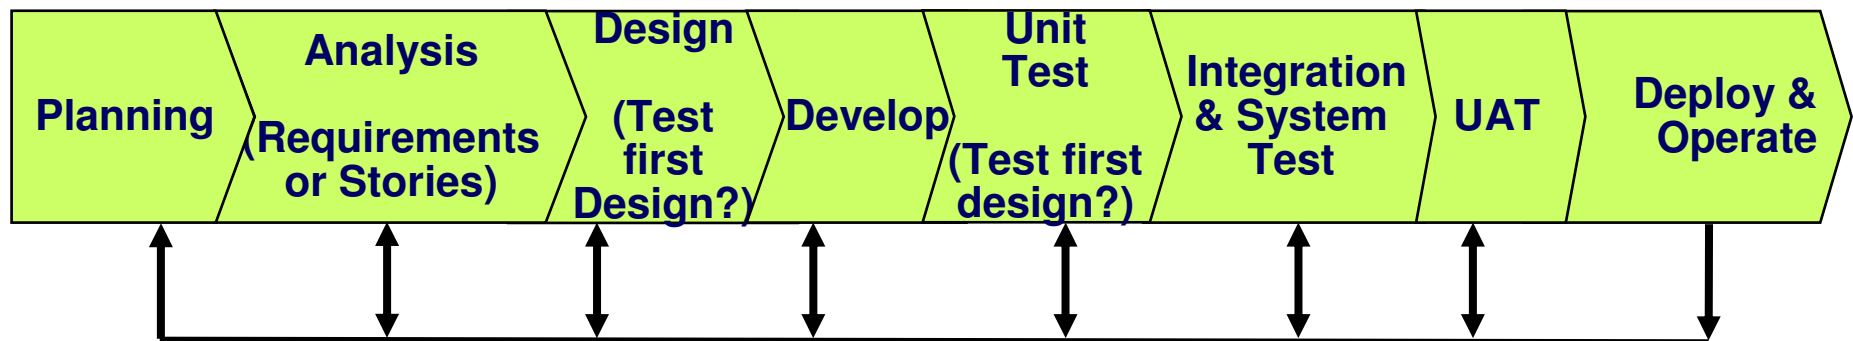 Planning
Analysis
(Requirements
or Stories)
Design
(Test
first
Design?)
Develop
Unit
Test
(Test first
design?)
Integration
& System
Test
UAT
Deploy &
Operate